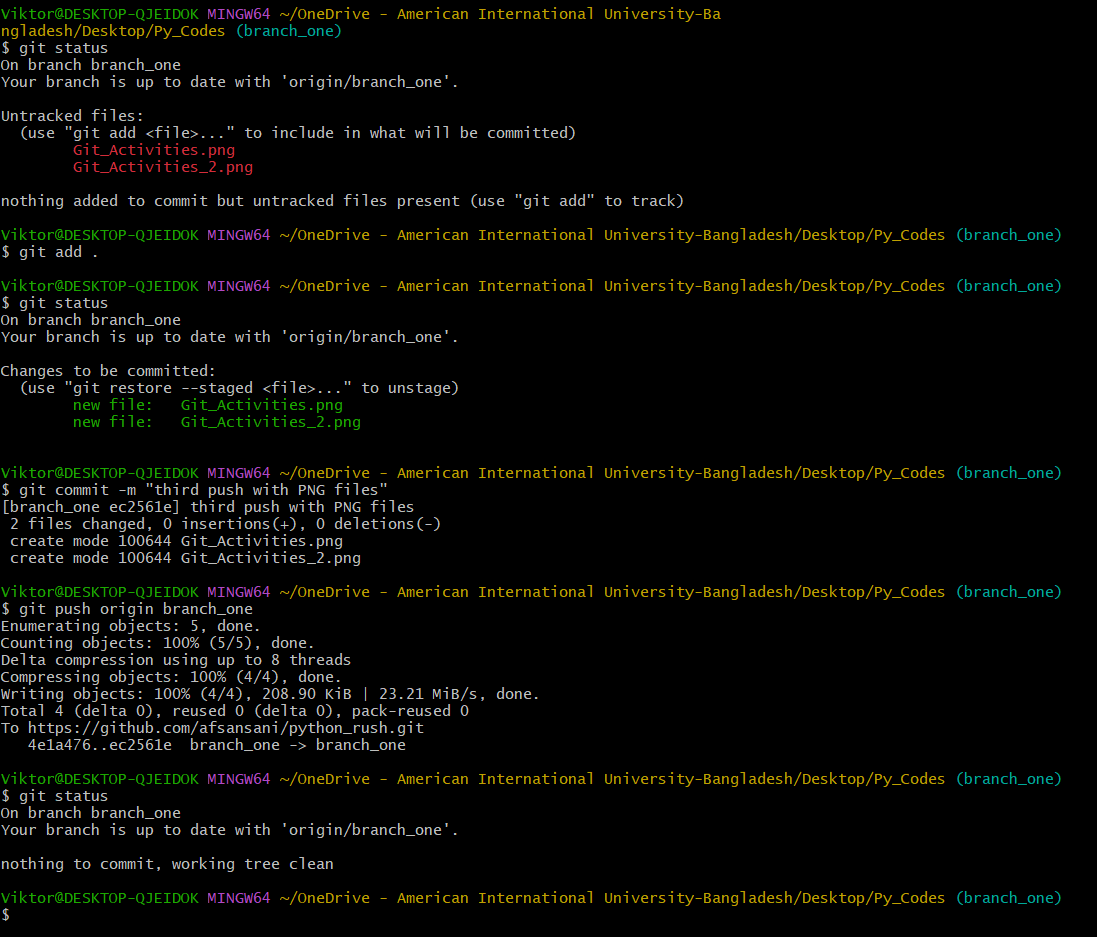 Viktor@DESKTOP-QJEIDOK MINGW64 ~/OneDrive - American International University-Ba
ngladesh/Desktop/Py_Codes (branch_one)
$ git status
On branch branch_one
Your branch is up to date with 'origin/branch_one'.
Untracked files:
  (use "git add <file>..." to include in what will be committed)
        Git_Activities.png
        Git_Activities_2.png
nothing added to commit but untracked files present (use "git add" to track)
Viktor@DESKTOP-QJEIDOK MINGW64 ~/OneDrive - American International University-Bangladesh/Desktop/Py_Codes (branch_one)
$ git add .
Viktor@DESKTOP-QJEIDOK MINGW64 ~/OneDrive - American International University-Bangladesh/Desktop/Py_Codes (branch_one)
$ git status
On branch branch_one
Your branch is up to date with 'origin/branch_one'.
Changes to be committed:
  (use "git restore --staged <file>..." to unstage)
        new file:   Git_Activities.png
        new file:   Git_Activities_2.png
Viktor@DESKTOP-QJEIDOK MINGW64 ~/OneDrive - American International University-Bangladesh/Desktop/Py_Codes (branch_one)
$ git commit -m "third push with PNG files"
[branch_one ec2561e] third push with PNG files
 2 files changed, 0 insertions(+), 0 deletions(-)
 create mode 100644 Git_Activities.png
 create mode 100644 Git_Activities_2.png
Viktor@DESKTOP-QJEIDOK MINGW64 ~/OneDrive - American International University-Bangladesh/Desktop/Py_Codes (branch_one)
$ git push origin branch_one
Enumerating objects: 5, done.
Counting objects: 100% (5/5), done.
Delta compression using up to 8 threads
Compressing objects: 100% (4/4), done.
Writing objects: 100% (4/4), 208.90 KiB | 23.21 MiB/s, done.
Total 4 (delta 0), reused 0 (delta 0), pack-reused 0
To https://github.com/afsansani/python_rush.git
   4e1a476..ec2561e  branch_one -> branch_one
Viktor@DESKTOP-QJEIDOK MINGW64 ~/OneDrive - American International University-Bangladesh/Desktop/Py_Codes (branch_one)
$ git status
On branch branch_one
Your branch is up to date with 'origin/branch_one'.
nothing to commit, working tree clean
Viktor@DESKTOP-QJEIDOK MINGW64 ~/OneDrive - American International University-Bangladesh/Desktop/Py_Codes (branch_one)
$